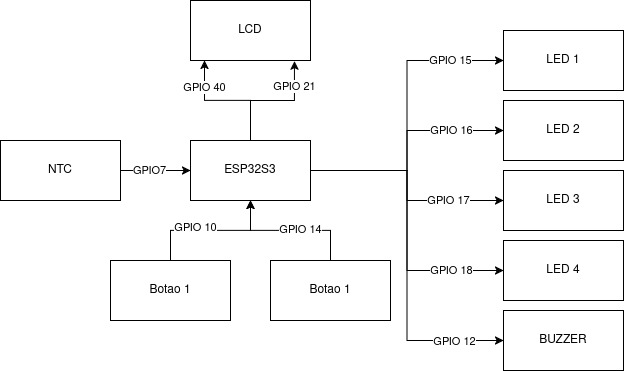 LCD
GPIO 40
GPIO 21
NTC
GPIO7
ESP32S3
GPIO 10
GPIO 14
Botao 1
Botao 1
GPIO 15
LED 1
GPIO 16
LED 2
GPIO 17
LED 3
GPIO 18
LED 4
GPIO 12
BUZZER